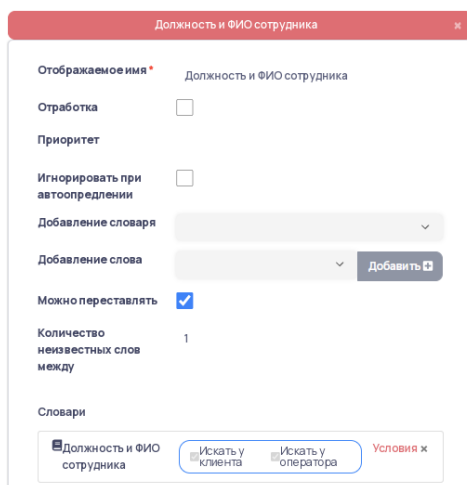 Должность и ФИО сотрудника ×
Отображаемое имя * Должность и ФИО сотрудника
Отработка
Приоритет
Игнорировать при
автоопредлении
Добавление словаря
Добавление слова Добавить
Можно переставлять
Количество 1
неизвестных слов
между
Словари
Должность и ФИО Искать у Искать у Условия ×
сотрудника клиента оператора